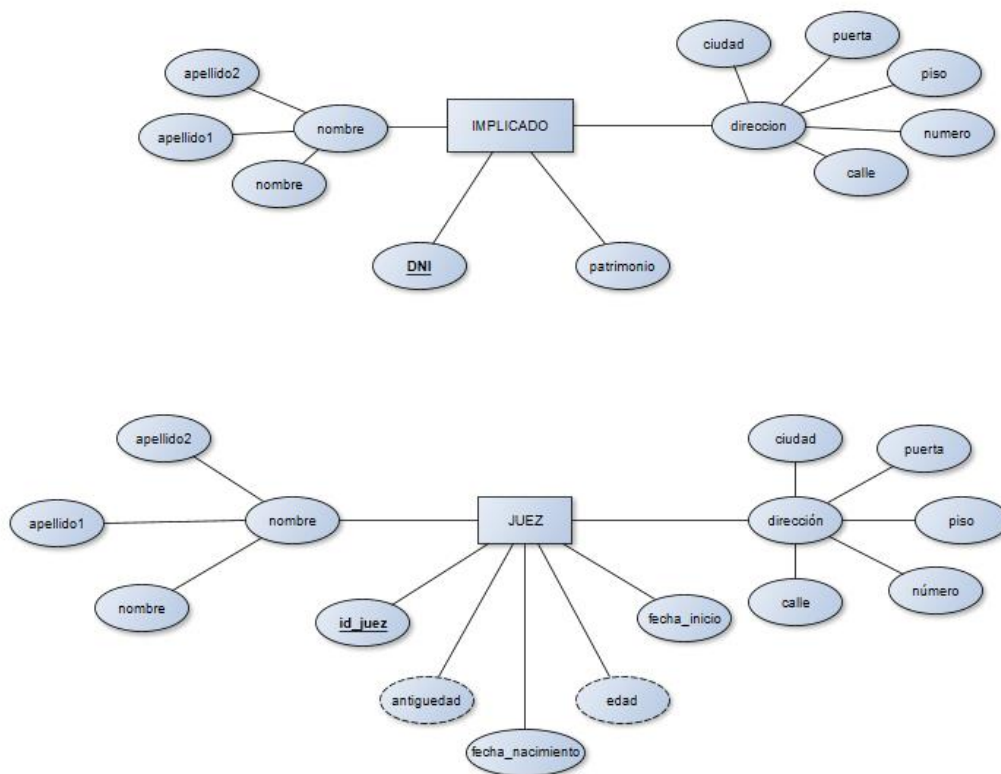 ciudad
puerta
apellido2
piso
apellido1
nombre
IMPLICADO
direccion
numero
nombre
calle
DNI
patrimonio
apellido2
ciudad
puerta
apellido1
nombre
JUEZ
dirección
piso
nombre
id_juez
fecha_inicio
calle
número
antiguedad
edad
fecha_nacimiento